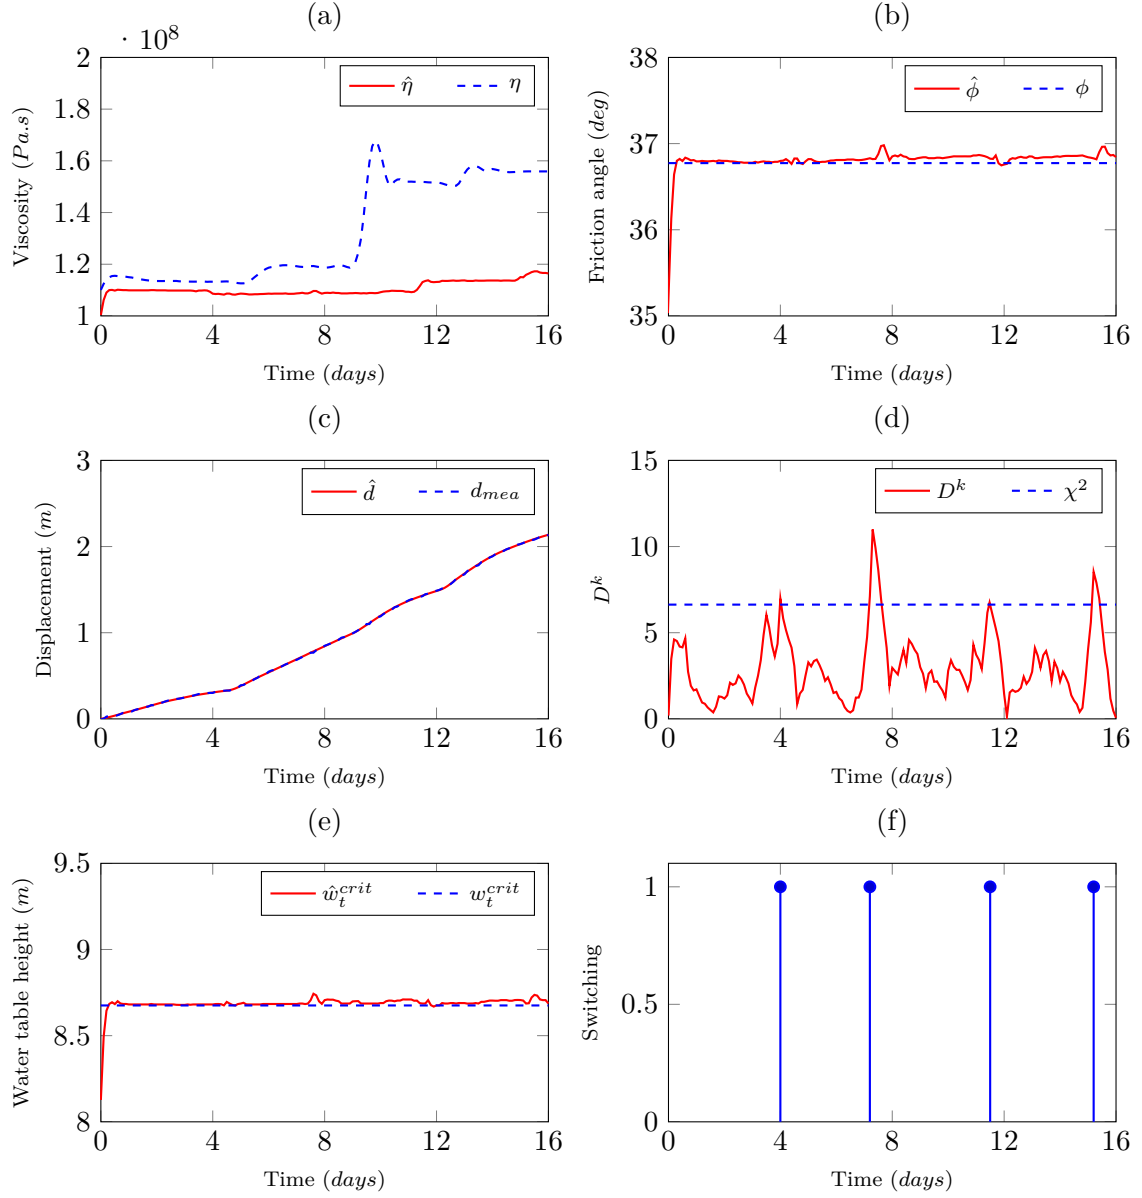 (a)
· 10⁸
2
1.8
1.6
1.4
1.2
1
0 4 8 12 16
Viscosity (Pa.s)
Time (days)
η̂ η
(b)
38
37
36
35
0 4 8 12 16
Friction angle (deg)
Time (days)
ϕ̂ ϕ
(c)
3
2
1
0
0 4 8 12 16
Displacement (m)
Time (days)
d̂ d_{mea}
(d)
15
10
5
0
0 4 8 12 16
D^k
Time (days)
D^k χ²
(e)
9.5
9
8.5
8
0 4 8 12 16
Water table height (m)
Time (days)
ŵ_t^{crit} w_t^{crit}
(f)
1
0.5
0
0 4 8 12 16
Switching
Time (days)